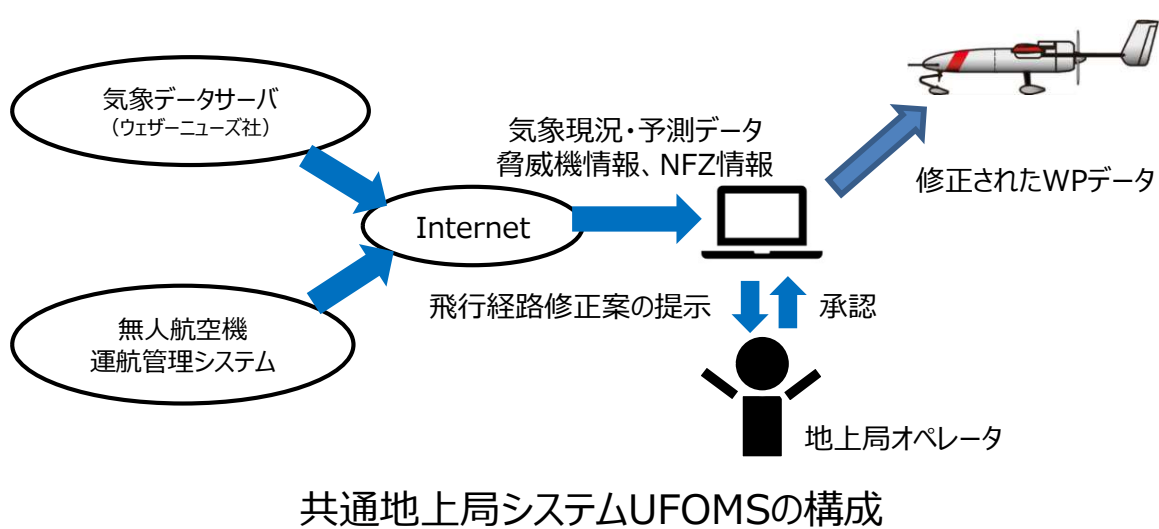 気象データサーバ
（ウェザーニューズ社）
気象現況・予測データ
脅威機情報、NFZ情報
修正されたWPデータ
Internet
飛行経路修正案の提示
承認
無人航空機
運航管理システム
地上局オペレータ
共通地上局システムUFOMSの構成